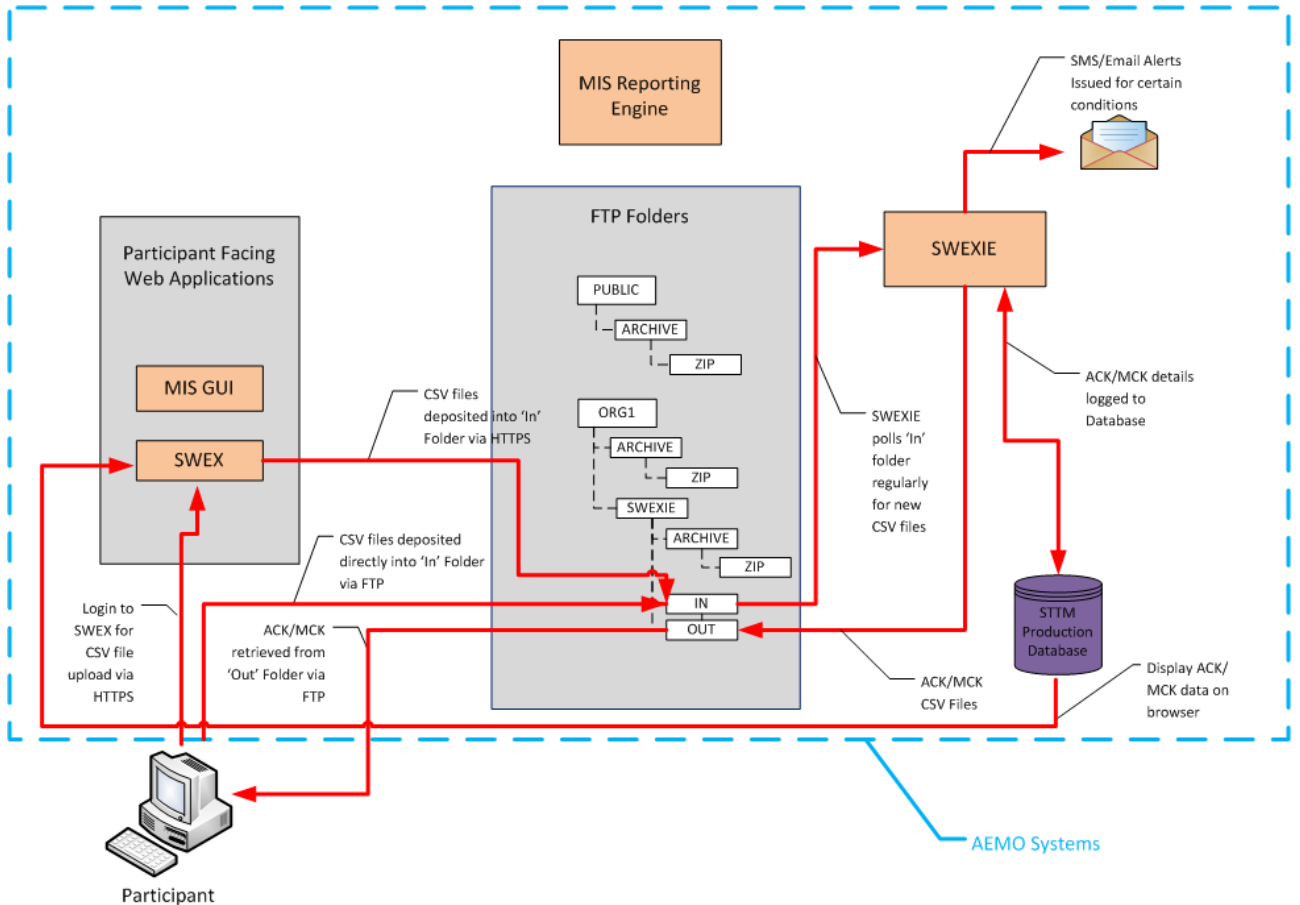 MIS Reporting
Engine
SMS/Email Alerts
Issued for certain
conditions
FTP Folders
SWEXIE
Participant Facing
Web Applications
PUBLIC
ARCHIVE
ZIP
MIS GUI
SWEX
CSV files
deposited into ‘In’
Folder via HTTPS
ORG1
ARCHIVE
ZIP
SWEXIE
ARCHIVE
ZIP
IN
OUT
SWEXIE
polls ‘In’
folder
regularly
for new
CSV files
ACK/MCK details
logged to
Database
CSV files deposited
directly into ‘In’ Folder
via FTP
Login to
SWEX for
CSV file
upload via
HTTPS
ACK/MCK
retrieved from
‘Out’ Folder via
FTP
STTM
Production
Database
ACK/MCK
CSV Files
Display ACK/
MCK data on
browser
AEMO Systems
Participant